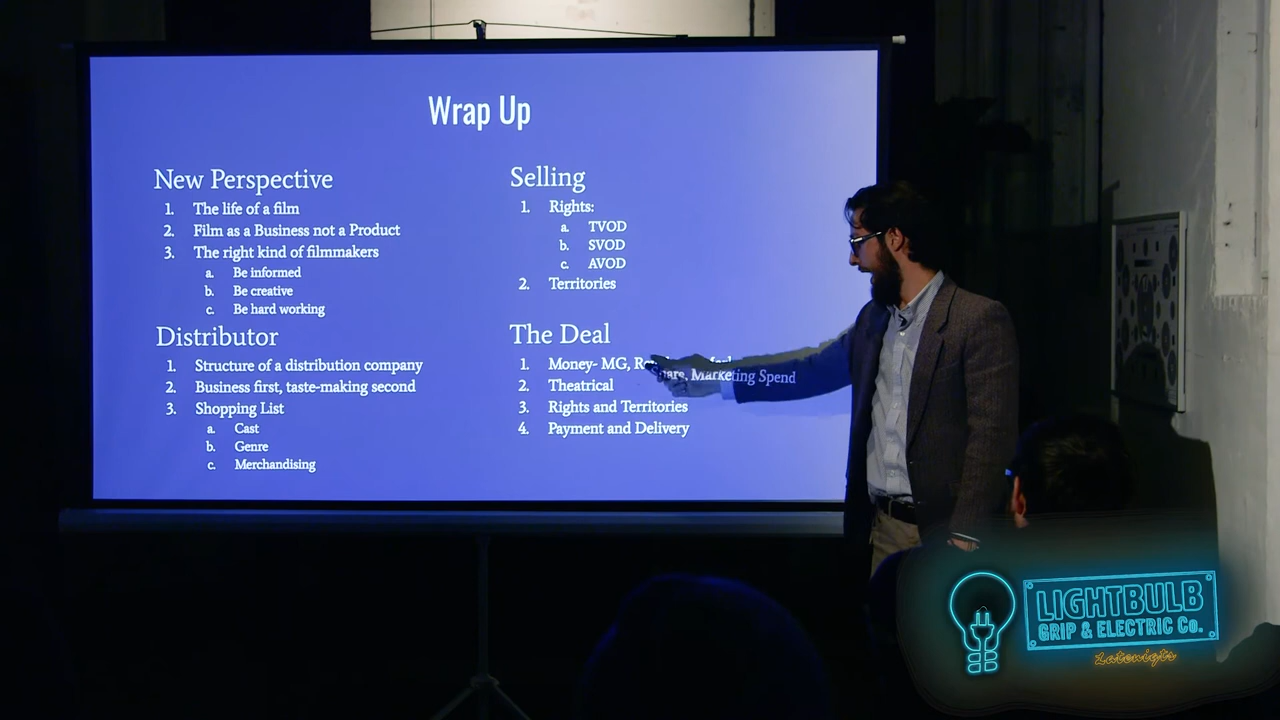 Wrap Up
New Perspective
1. The life of a film
2. Film as a Business not a Product
3. The right kind of filmmakers
a. Be informed
b. Be creative
c. Be hard working
Distributor
1. Structure of a distribution company
2. Business first, taste-making second
3. Shopping List
a. Cast
b. Genre
c. Merchandising
Selling
1. Rights:
a. TVOD
b. SVOD
c. AVOD
2. Territories
The Deal
1. Money- MG, Marketing Spend
2. Theatrical
3. Rights and Territories
4. Payment and Delivery
LIGHTBULB
GRIP & ELECTRIC Co.